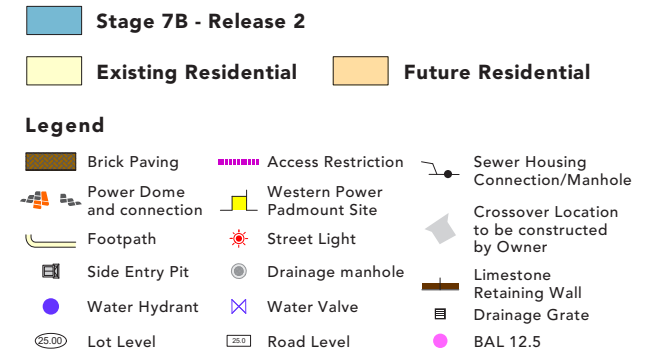 Stage 7B - Release 2
Existing Residential
Future Residential
Legend
Brick Paving
Access Restriction
Sewer Housing
Connection/Manhole
Power Dome
and connection
Western Power
Padmount Site
Crossover Location
to be constructed
by Owner
Footpath
Street Light
Side Entry Pit
Drainage manhole
Limestone
Retaining Wall
Water Hydrant
Water Valve
Drainage Grate
25.00 Lot Level
25.0 Road Level
BAL 12.5